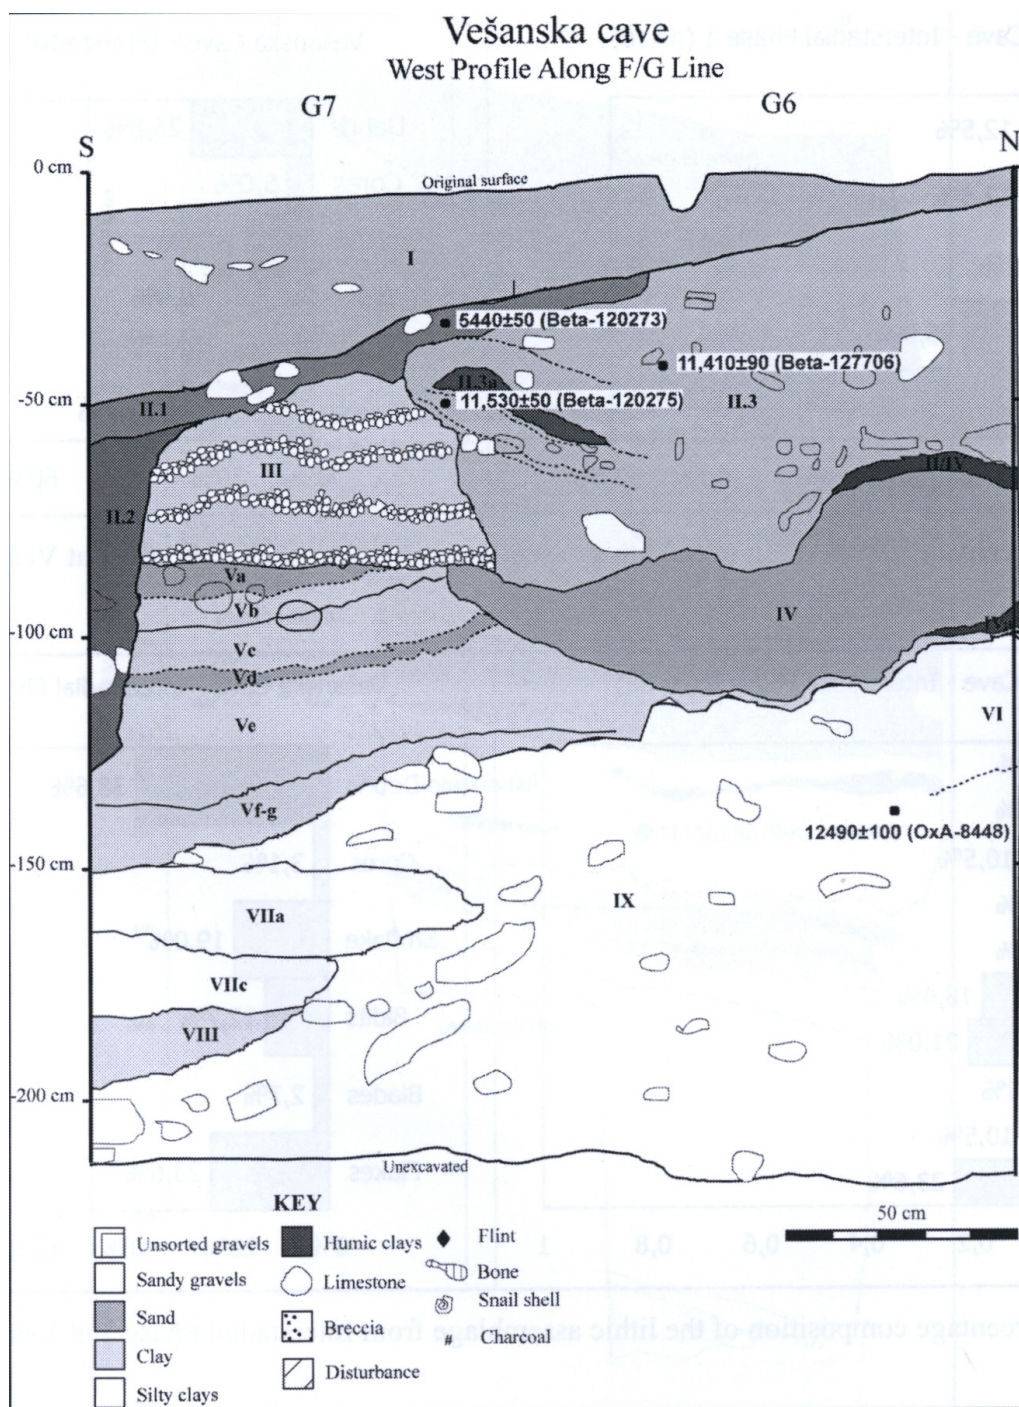 Vešanska cave
West Profile Along F/G Line
G7
G6
S
N
0 cm
Original surface
I
5440±50 (Beta-120273)
11,410±90 (Beta-127706)
II.3a
-50 cm
11,530±50 (Beta-120275)
II.1
II.3
III
II/IV
II.2
Va
Vb
IV
-100 cm
Vc
Vd
VI
Ve
Vf-g
12490±100 (OxA-8448)
-150 cm
IX
VIIa
VIIc
VIII
-200 cm
Unexcavated
KEY
50 cm
Unsorted gravels
Humic clays
Flint
Sandy gravels
Limestone
Bone
Snail shell
Sand
Breccia
# Charcoal
Clay
Disturbance
Silty clays